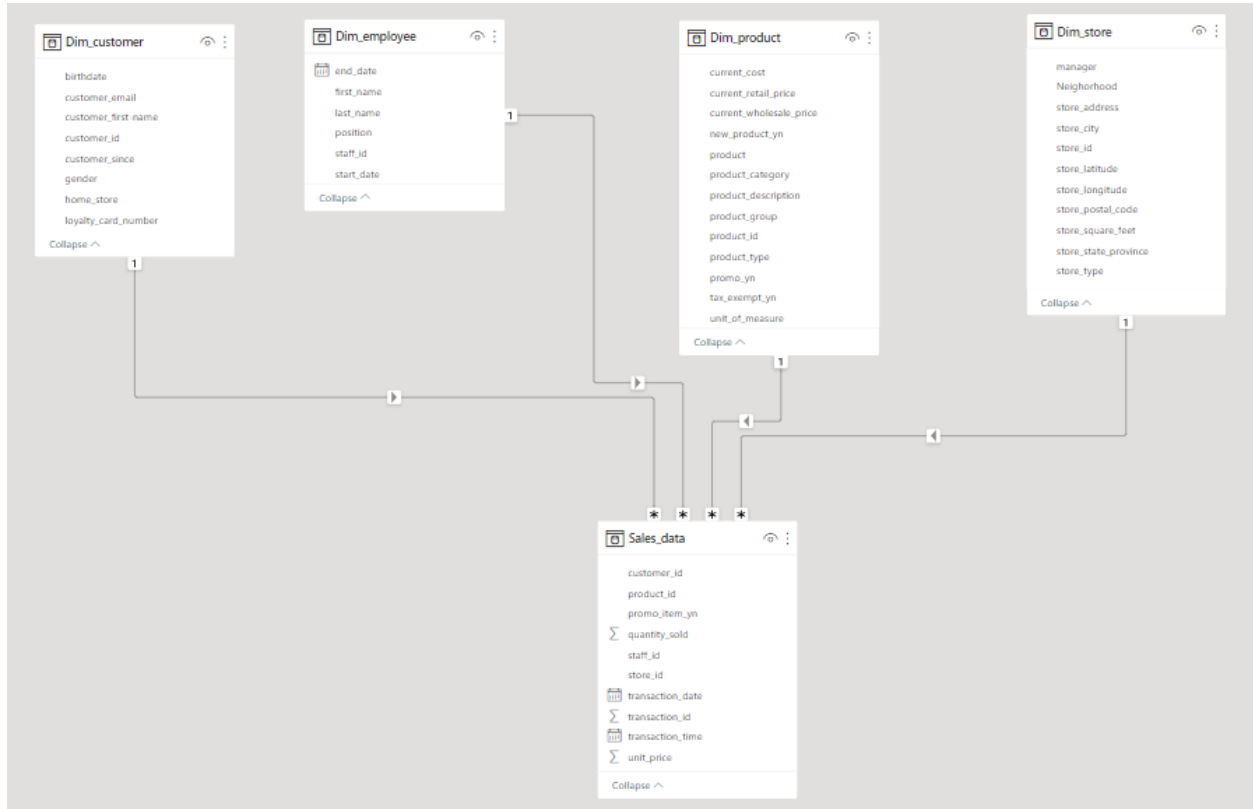 Dim_customer
birthdate
customer_email
customer_first name
customer_id
customer_since
gender
home_store
loyalty_card_number
Collapse
1
Dim_employee
end_date
first_name
last_name
position
staff_id
start_date
Collapse
1
Dim_product
current_cost
current_retail_price
current_wholesale_price
new_product_yn
product
product_category
product_description
product_group
product_id
product_type
promo_yn
tax_exempt_yn
unit_of_measure
Collapse
1
Dim_store
manager
Neighorhood
store_address
store_city
store_id
store_latitude
store_longitude
store_postal_code
store_square_feet
store_state_province
store_type
Collapse
1
* * * *
Sales_data
customer_id
product_id
promo_item_yn
∑ quantity_sold
staff_id
store_id
transaction_date
∑ transaction_id
transaction_time
∑ unit_price
Collapse